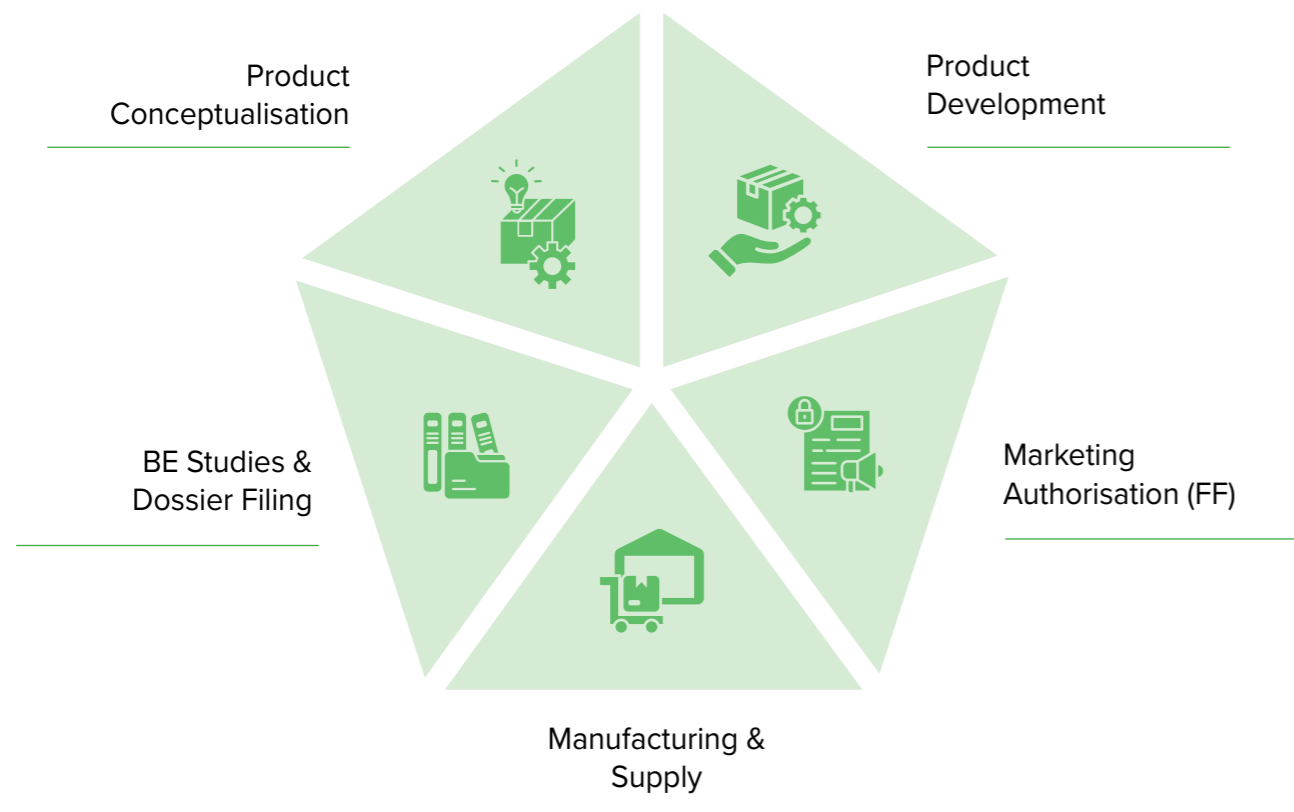 Product
Conceptualisation
Product
Development
BE Studies &
Dossier Filing
Marketing
Authorisation (FF)
Manufacturing &
Supply